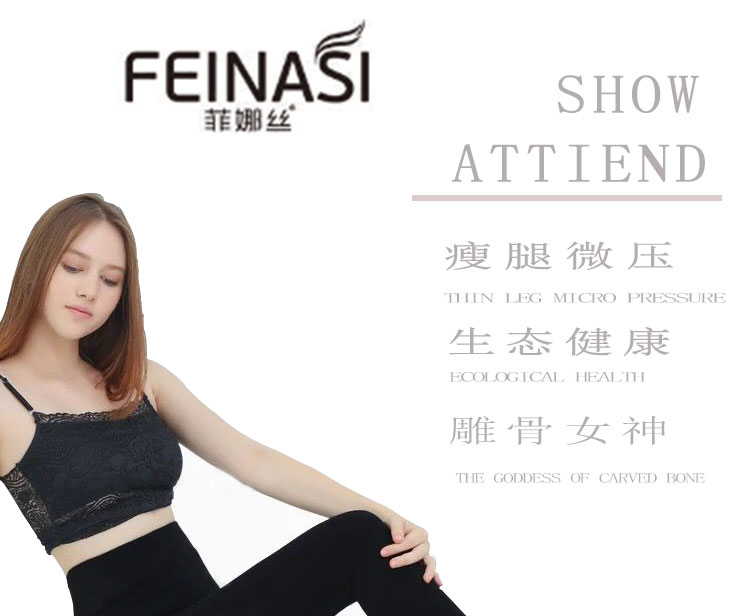 FEINASI
菲娜丝®
SHOW
ATTIEND
瘦腿微压
THIN LEG MICRO PRESSURE
生态健康
ECOLOGICAL HEALTH
雕骨女神
THE GODDESS OF CARVED BONE